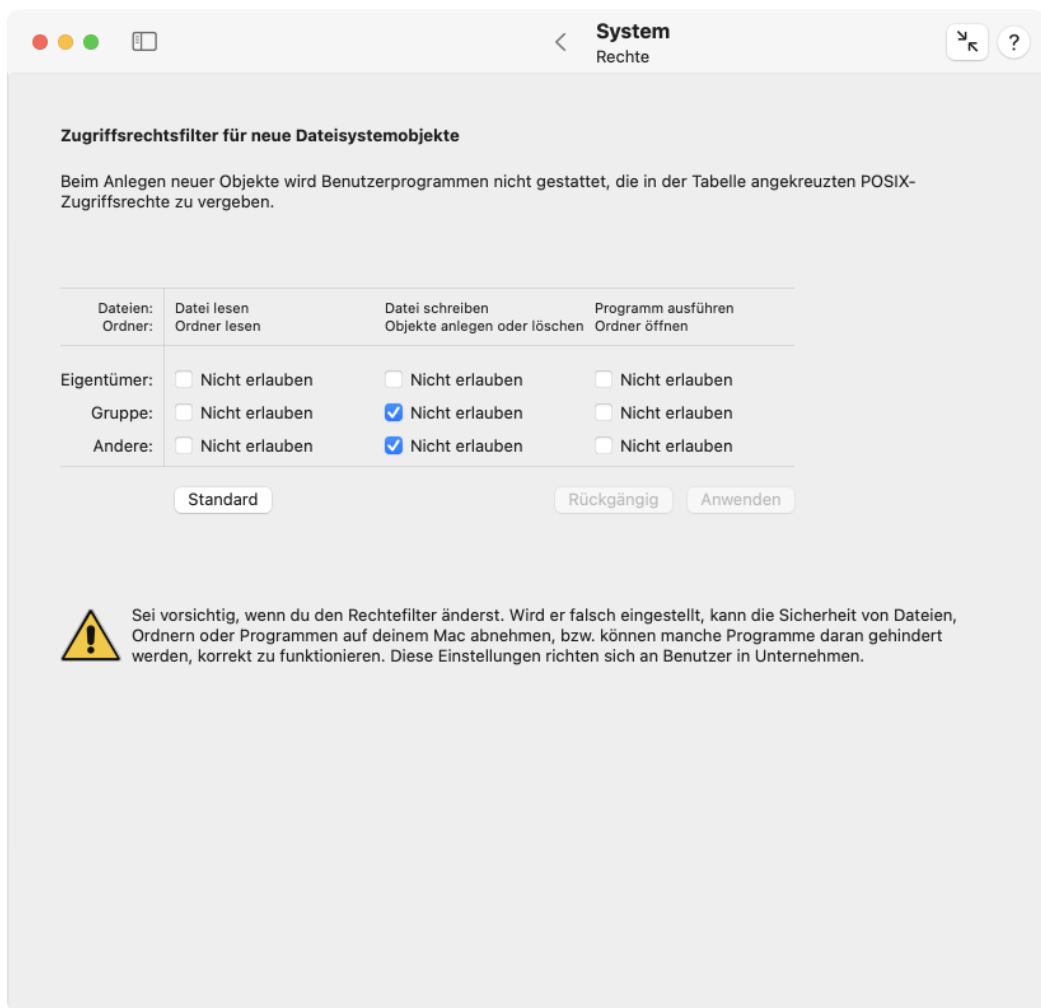 System
Rechte
?
Zugriffsrechtsfilter für neue Dateisystemobjekte
Beim Anlegen neuer Objekte wird Benutzerprogrammen nicht gestattet, die in der Tabelle angekreuzten POSIX-
Zugriffsrechte zu vergeben.
Dateien: Datei lesen Datei schreiben Programm ausführen
Ordner: Ordner lesen Objekte anlegen oder löschen Ordner öffnen
Eigentümer: Nicht erlauben Nicht erlauben Nicht erlauben
Gruppe: Nicht erlauben Nicht erlauben Nicht erlauben
Andere: Nicht erlauben Nicht erlauben Nicht erlauben
Standard Rückgängig Anwenden
Sei vorsichtig, wenn du den Rechtefilter änderst. Wird er falsch eingestellt, kann die Sicherheit von Dateien,
Ordnern oder Programmen auf deinem Mac abnehmen, bzw. können manche Programme daran gehindert
werden, korrekt zu funktionieren. Diese Einstellungen richten sich an Benutzer in Unternehmen.